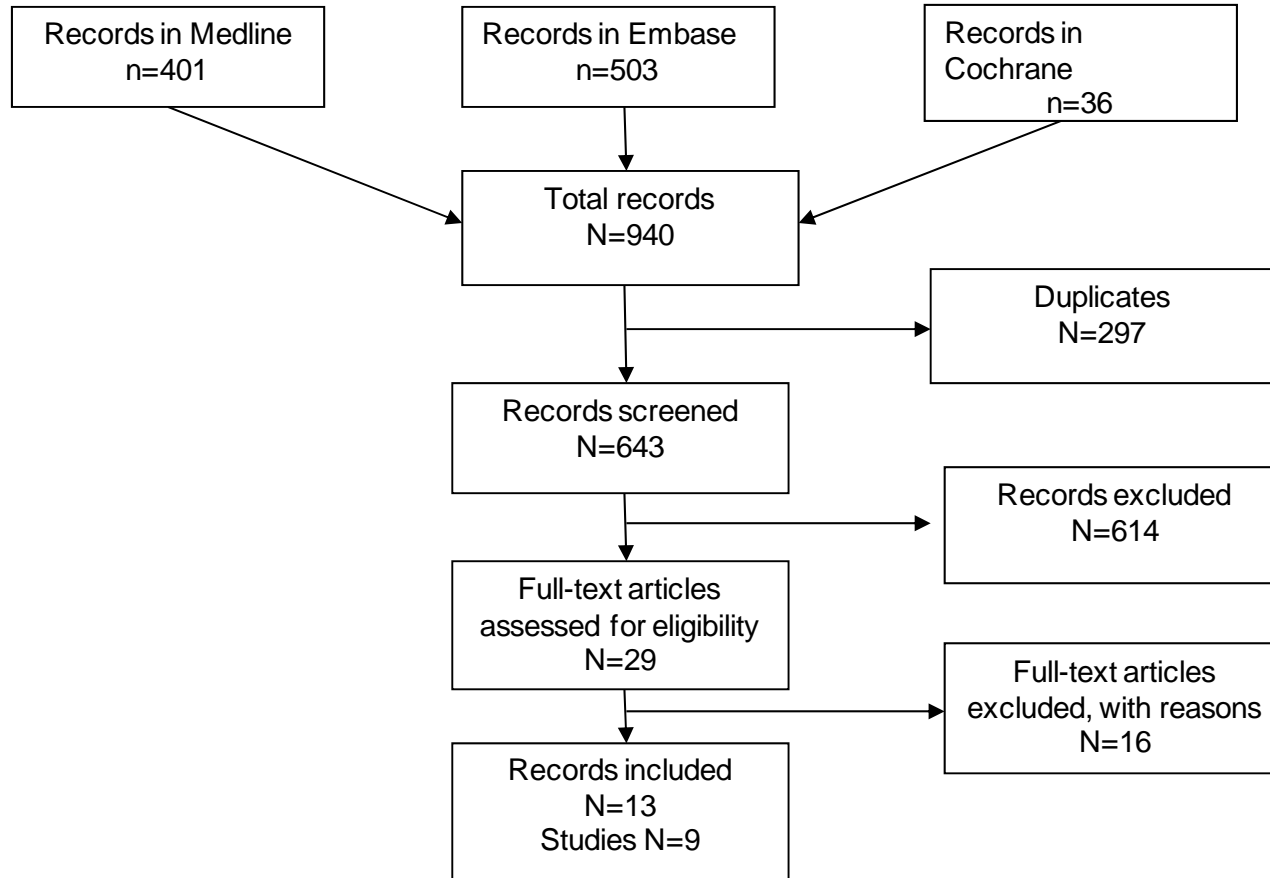 Records in Medline
n=401
Records in Embase
n=503
Records in
Cochrane
n=36
Total records
N=940
Duplicates
N=297
Records screened
N=643
Records excluded
N=614
Full-text articles
assessed for eligibility
N=29
Full-text articles
excluded, with reasons
N=16
Records included
N=13
Studies N=9